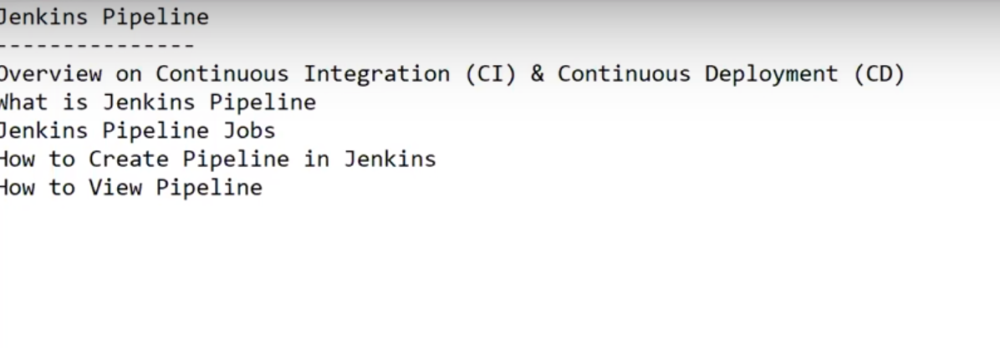 Jenkins Pipeline
---------------
Overview on Continuous Integration (CI) & Continuous Deployment (CD)
What is Jenkins Pipeline
Jenkins Pipeline Jobs
How to Create Pipeline in Jenkins
How to View Pipeline